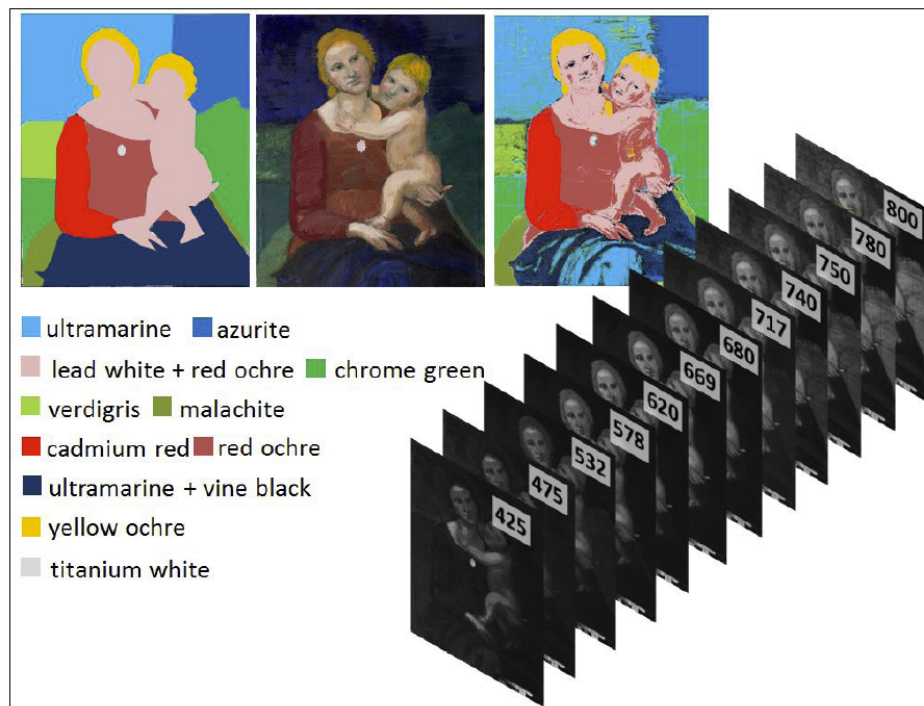 ultramarine azurite
lead white + red ochre chrome green
verdigris malachite
cadmium red red ochre
ultramarine + vine black
yellow ochre
titanium white
800
780
750
740
717
680
669
620
578
532
475
425